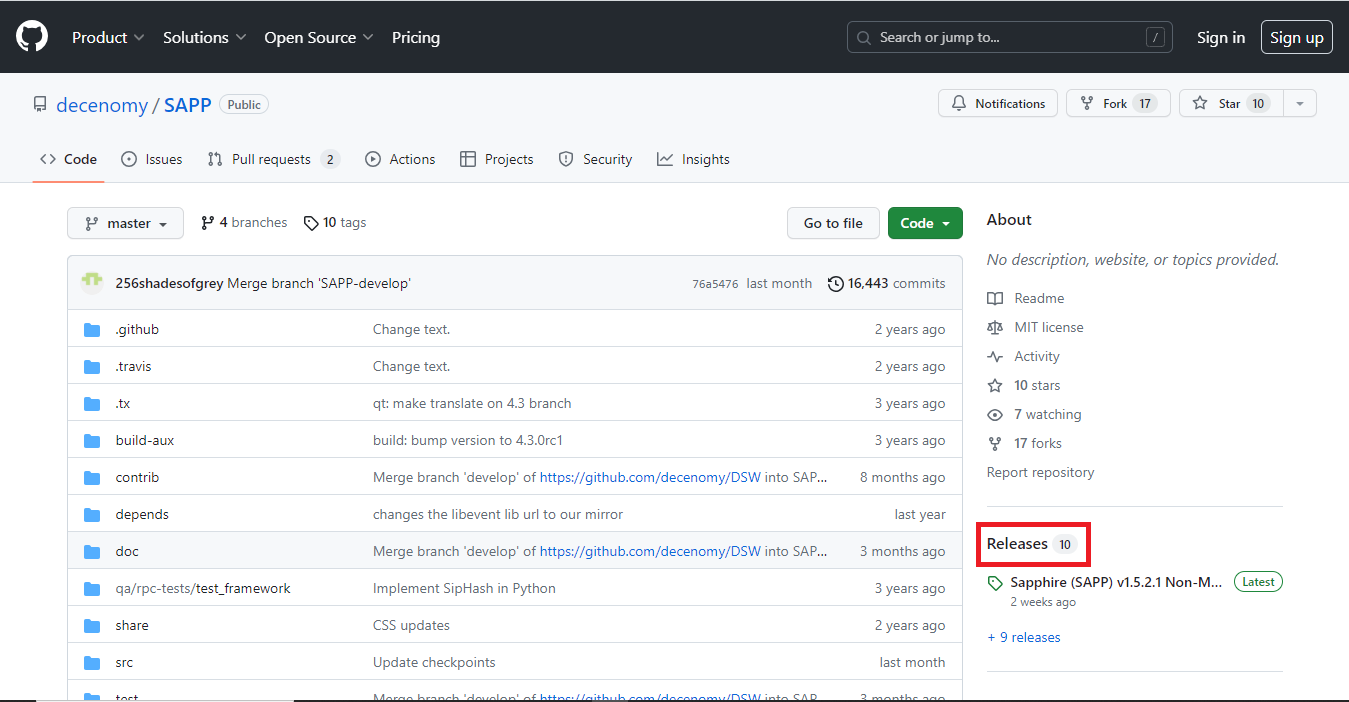 Product Solutions Open Source Pricing Search or jump to... / Sign in Sign up
decenomy / SAPP Public Notifications Fork 17 Star 10
Code Issues Pull requests 2 Actions Projects Security Insights
master 4 branches 10 tags Go to file Code
256shadesofgrey Merge branch 'SAPP-develop' 76a5476 last month 16,443 commits
.github Change text. 2 years ago
.travis Change text. 2 years ago
.tx qt: make translate on 4.3 branch 3 years ago
build-aux build: bump version to 4.3.0rc1 3 years ago
contrib Merge branch 'develop' of https://github.com/decenomy/DSW into SAP... 8 months ago
depends changes the libevent lib url to our mirror last year
doc Merge branch 'develop' of https://github.com/decenomy/DSW into SAP... 3 months ago
qa/rpc-tests/test_framework Implement SipHash in Python 3 years ago
share CSS updates 2 years ago
src Update checkpoints last month
test Merge branch 'develop' of https://github.com/decenomy/DSW into SAP... 3 months ago
About
No description, website, or topics provided.
Readme
MIT license
Activity
10 stars
7 watching
17 forks
Report repository
Releases 10
Sapphire (SAPP) v1.5.2.1 Non-M... Latest
2 weeks ago
+ 9 releases